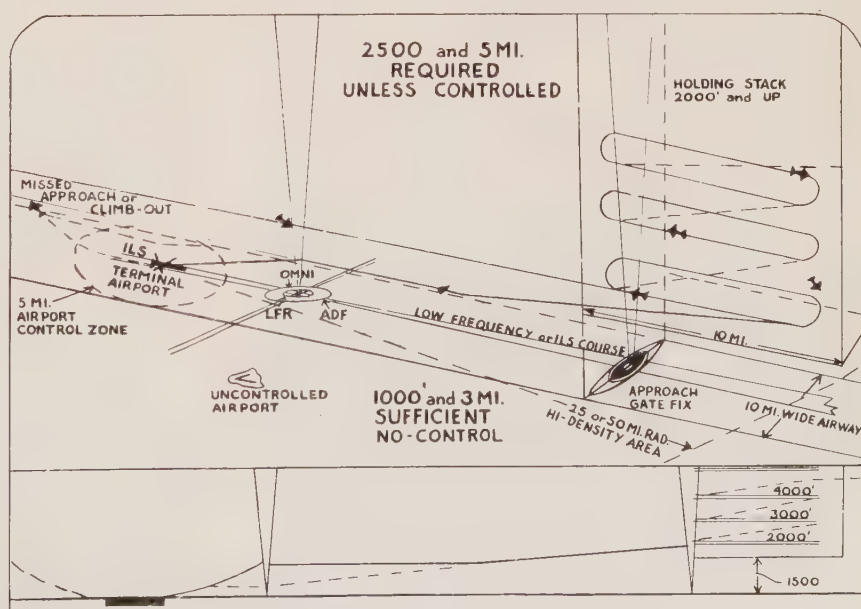 2500 and 5 MI.
REQUIRED
UNLESS CONTROLLED
HOLDING STACK
2000' and UP
MISSED
APPROACH or
CLIMB-OUT
ILS
TERMINAL
AIRPORT
5 MI.
AIRPORT
CONTROL ZONE
OMNI
LFR
ADF
LOW FREQUENCY or ILS COURSE
10 MI.
UNCONTROLLED
AIRPORT
1000' and 3 MI.
SUFFICIENT
NO-CONTROL
APPROACH
GATE FIX
25 or 50 MI. RAD.
HI-DENSITY AREA
10 MI. WIDE AIRWAY
4000'
3000'
2000'
1500